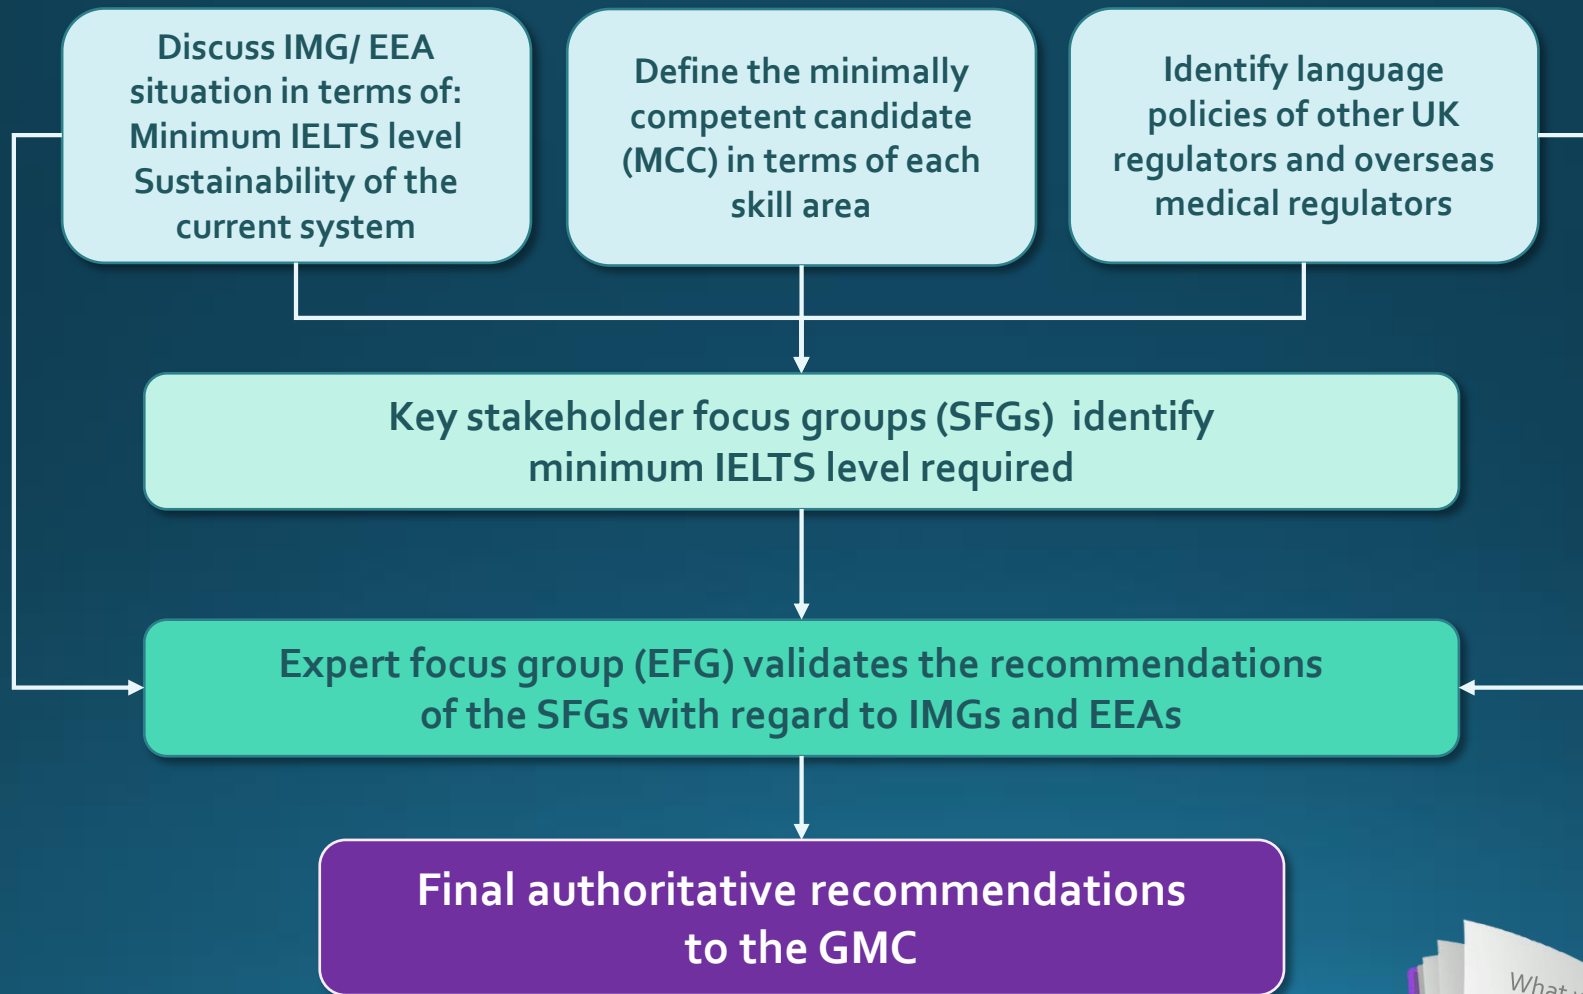 Discuss IMG/ EEA
situation in terms of:
Minimum IELTS level
Sustainability of the
current system
Define the minimally
competent candidate
(MCC) in terms of each
skill area
Identify language
policies of other UK
regulators and overseas
medical regulators
Key stakeholder focus groups (SFGs) identify
minimum IELTS level required
Expert focus group (EFG) validates the recommendations
of the SFGs with regard to IMGs and EEAs
Final authoritative recommendations
to the GMC
What